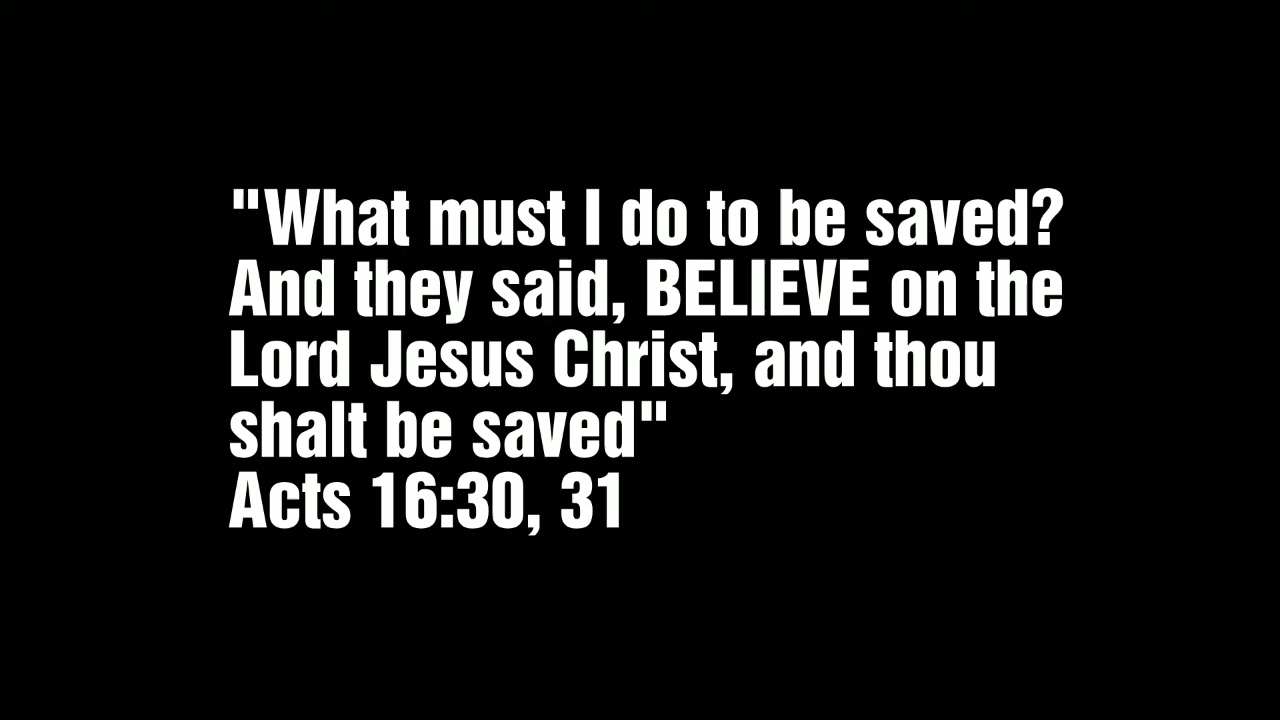 "What must I do to be saved?
And they said, BELIEVE on the
Lord Jesus Christ, and thou
shalt be saved"
Acts 16:30, 31